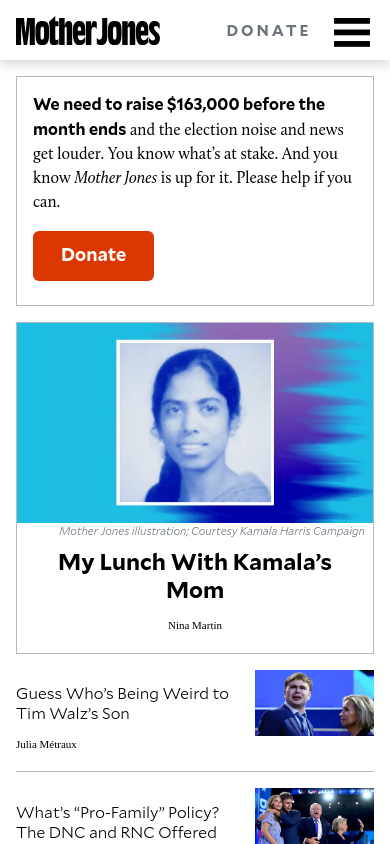 Mother Jones
DONATE
We need to raise $163,000 before the
month ends and the election noise and news
get louder. You know what's at stake. And you
know Mother Jones is up for it. Please help if you
can.
Donate
Mother Jones illustration; Courtesy Kamala Harris Campaign
My Lunch With Kamala’s
Mom
Nina Martin
Guess Who’s Being Weird to
Tim Walz’s Son
Julia Métraux
What’s “Pro-Family” Policy?
The DNC and RNC Offered